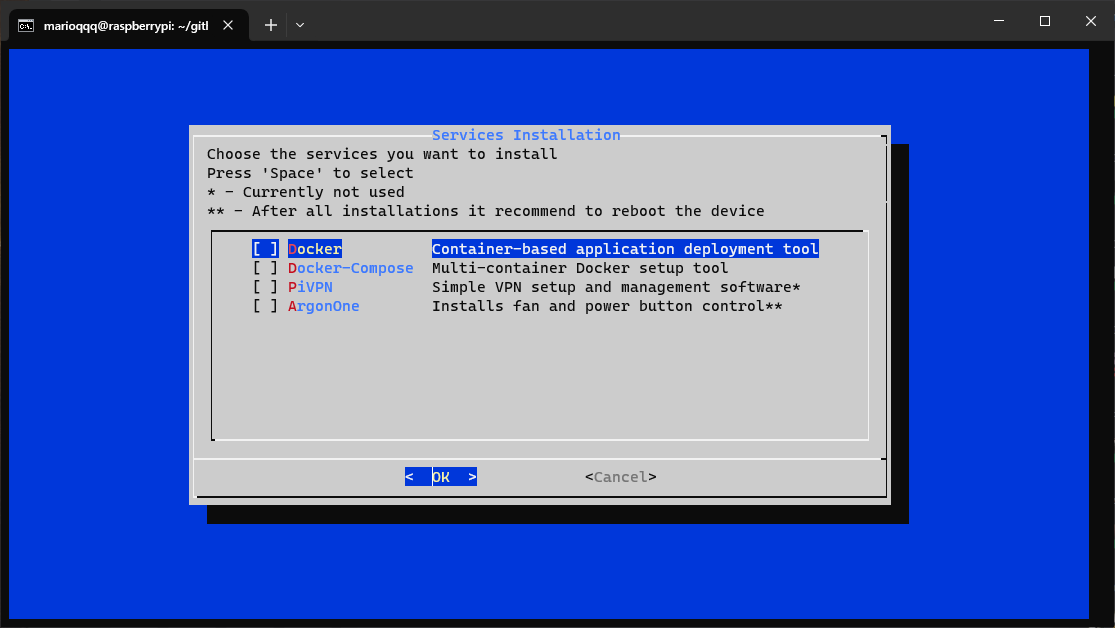 marioqqq@raspberrypi: ~/gitl
Services Installation
Choose the services you want to install
Press 'Space' to select
* - Currently not used
** - After all installations it recommend to reboot the device
[ ] Docker Container-based application deployment tool
[ ] Docker-Compose Multi-container Docker setup tool
[ ] PiVPN Simple VPN setup and management software*
[ ] ArgonOne Installs fan and power button control**
< OK > <Cancel>